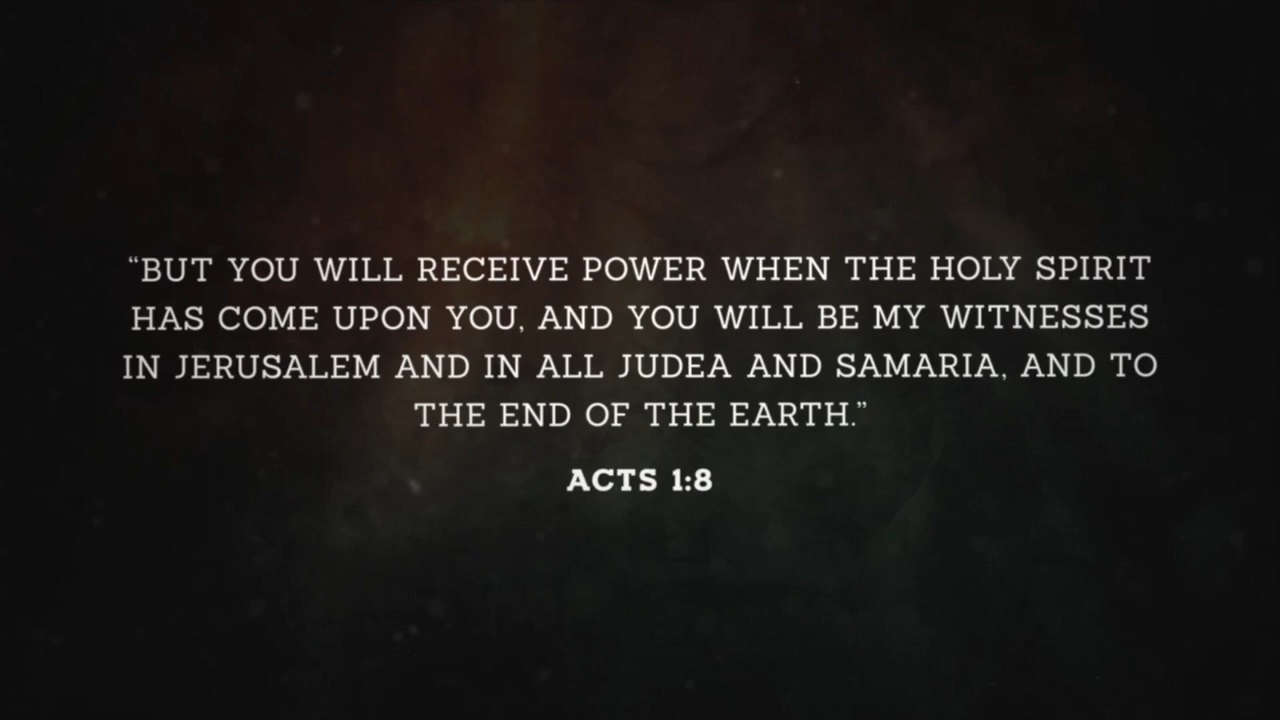 “BUT YOU WILL RECEIVE POWER WHEN THE HOLY SPIRIT
HAS COME UPON YOU, AND YOU WILL BE MY WITNESSES
IN JERUSALEM AND IN ALL JUDEA AND SAMARIA, AND TO
THE END OF THE EARTH.”
ACTS 1:8